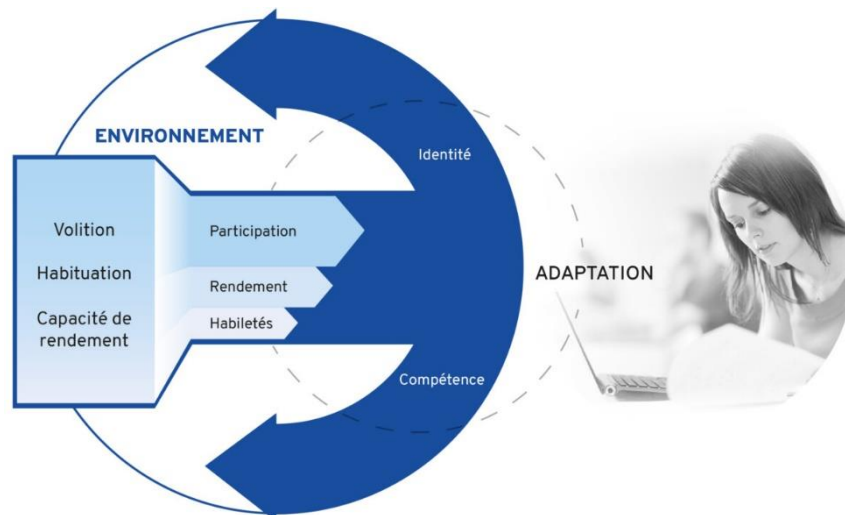 ENVIRONNEMENT
Volition
Habituation
Capacité de
rendement
Participation
Rendement
Habiletés
Identité
Compétence
ADAPTATION